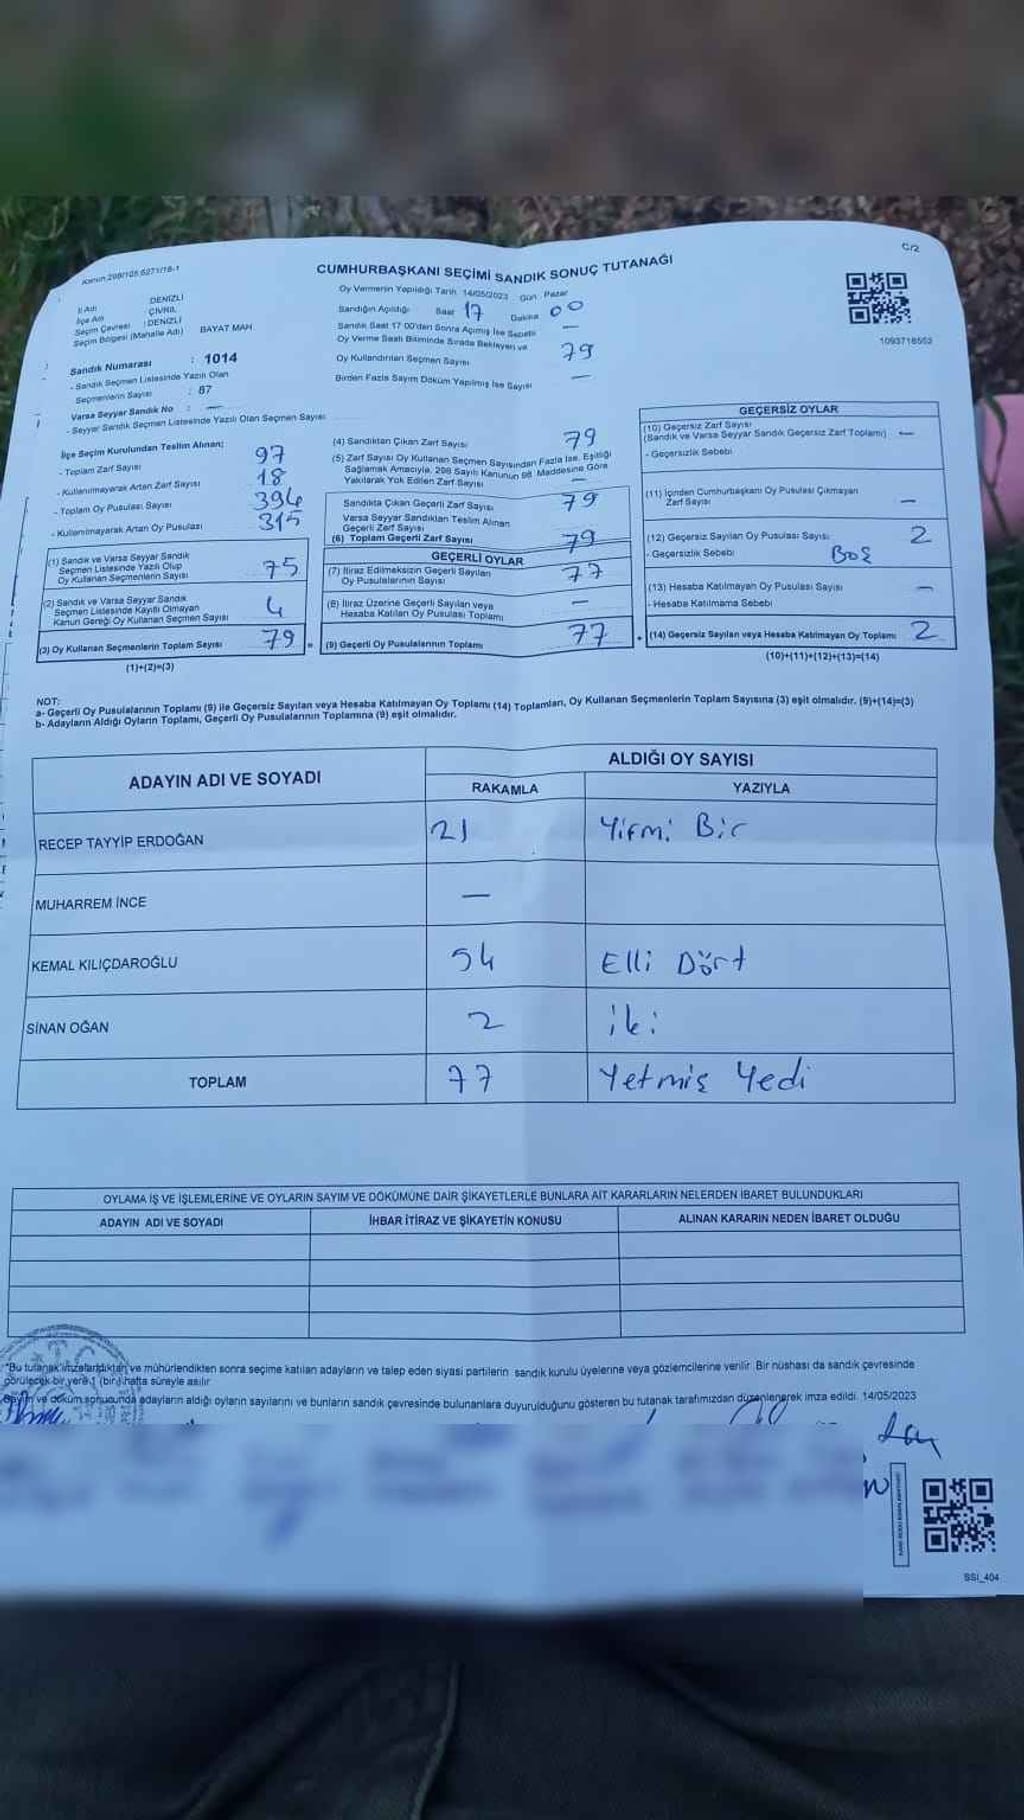 Kanun 298/105 6271/18-1
C/2
CUMHURBAŞKANI SEÇİMİ SANDIK SONUÇ TUTANAĞI
İl Adı : DENİZLİ
İlçe Adı : ÇİVRİL
Seçim Çevresi : DENİZLİ
Seçim Bölgesi (Mahalle Adı) BAYAT MAH
Sandık Numarası : 1014
- Sandık Seçmen Listesinde Yazılı Olan
Seçmenlerin Sayısı : 87
Varsa Seyyar Sandık No : —
- Seyyar Sandık Seçmen Listesinde Yazılı Olan Seçmen Sayısı
Oy Vermenin Yapıldığı Tarih 14/05/2023 Gün Pazar
Sandığın Açıldığı Saat 17 Dakika 00
Sandık Saat 17 00'den Sonra Açılmış İse Sebebi —
Oy Verme Saati Bitiminde Sırada Bekleyen ve
Oy Kullandırılan Seçmen Sayısı 79
Birden Fazla Sayım Döküm Yapılmış İse Sayısı —
1093718552
İlçe Seçim Kurulundan Teslim Alınan;
- Toplam Zarf Sayısı 97
- Kullanılmayarak Artan Zarf Sayısı 18
- Toplam Oy Pusulası Sayısı 394
- Kullanılmayarak Artan Oy Pusulası 315
(1) Sandık ve Varsa Seyyar Sandık
Seçmen Listesinde Yazılı Olup
Oy Kullanan Seçmenlerin Sayısı 75
(2) Sandık ve Varsa Seyyar Sandık
Seçmen Listesinde Kayıtlı Olmayan
Kanun Gereği Oy Kullanan Seçmen Sayısı 4
(3) Oy Kullanan Seçmenlerin Toplam Sayısı 79 =
(1)+(2)=(3)
(4) Sandıktan Çıkan Zarf Sayısı 79
(5) Zarf Sayısı Oy Kullanan Seçmen Sayısından Fazla İse, Eşitliği
Sağlamak Amacıyla, 298 Sayılı Kanunun 98. Maddesine Göre
Yakılarak Yok Edilen Zarf Sayısı —
Sandıkta Çıkan Geçerli Zarf Sayısı 79
Varsa Seyyar Sandıktan Teslim Alınan
Geçerli Zarf Sayısı
(6) Toplam Geçerli Zarf Sayısı 79
GEÇERLİ OYLAR
(7) İtiraz Edilmeksizin Geçerli Sayılan
Oy Pusulalarının Sayısı 77
(8) İtiraz Üzerine Geçerli Sayılan veya
Hesaba Katılan Oy Pusulası Toplamı —
(9) Geçerli Oy Pusulalarının Toplamı 77 +
GEÇERSİZ OYLAR
(10) Geçersiz Zarf Sayısı
(Sandık ve Varsa Seyyar Sandık Geçersiz Zarf Toplamı) —
- Geçersizlik Sebebi
(11) İçinden Cumhurbaşkanı Oy Pusulası Çıkmayan
Zarf Sayısı —
(12) Geçersiz Sayılan Oy Pusulası Sayısı 2
- Geçersizlik Sebebi BOŞ
(13) Hesaba Katılmayan Oy Pusulası Sayısı —
- Hesaba Katılmama Sebebi
(14) Geçersiz Sayılan veya Hesaba Katılmayan Oy Toplamı 2
(10)+(11)+(12)+(13)=(14)
NOT:
a- Geçerli Oy Pusulalarının Toplamı (9) ile Geçersiz Sayılan veya Hesaba Katılmayan Oy Toplamı (14) Toplamları, Oy Kullanan Seçmenlerin Toplam Sayısına (3) eşit olmalıdır. (9)+(14)=(3)
b- Adayların Aldığı Oyların Toplamı, Geçerli Oy Pusulalarının Toplamına (9) eşit olmalıdır.
ADAYIN ADI VE SOYADI ALDIĞI OY SAYISI
RAKAMLA YAZIYLA
RECEP TAYYİP ERDOĞAN 21 Yirmi Bir
MUHARREM İNCE —
KEMAL KILIÇDAROĞLU 54 Elli Dört
SİNAN OĞAN 2 iki
TOPLAM 77 Yetmiş Yedi
OYLAMA İŞ VE İŞLEMLERİNE VE OYLARIN SAYIM VE DÖKÜMÜNE DAİR ŞİKAYETLERLE BUNLARA AİT KARARLARIN NELERDEN İBARET BULUNDUKLARI
ADAYIN ADI VE SOYADI İHBAR İTİRAZ VE ŞİKAYETİN KONUSU ALINAN KARARIN NEDEN İBARET OLDUĞU
*Bu tutanak imzalandıktan ve mühürlendikten sonra seçime katılan adayların ve talep eden siyasi partilerin sandık kurulu üyelerine veya gözlemcilerine verilir. Bir nüshası da sandık çevresinde
görülecek bir yere 1 (bir) hafta süreyle asılır
Sayım ve döküm sonucunda adayların aldığı oyların sayılarını ve bunların sandık çevresinde bulunanlara duyurulduğunu gösteren bu tutanak tarafımızdan düzenlenerek imza edildi. 14/05/2023
SSI_404